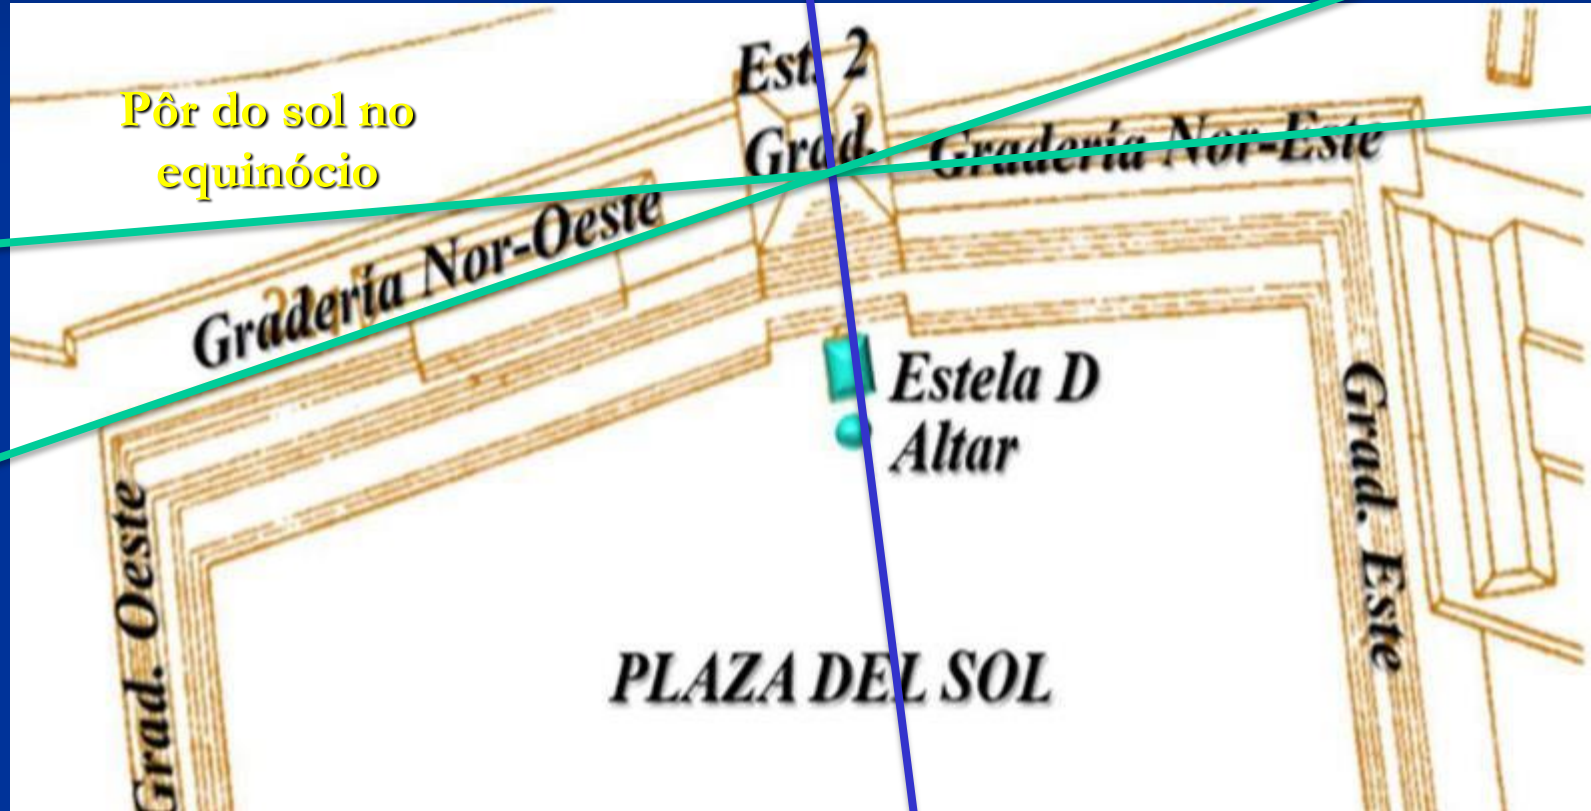 Est. 2
Pôr do sol no
equinócio
Grad.
Gradería Nor-Este
Gradería Nor-Oeste
Estela D
Altar
Grad. Este
Grad. Oeste
PLAZA DEL SOL